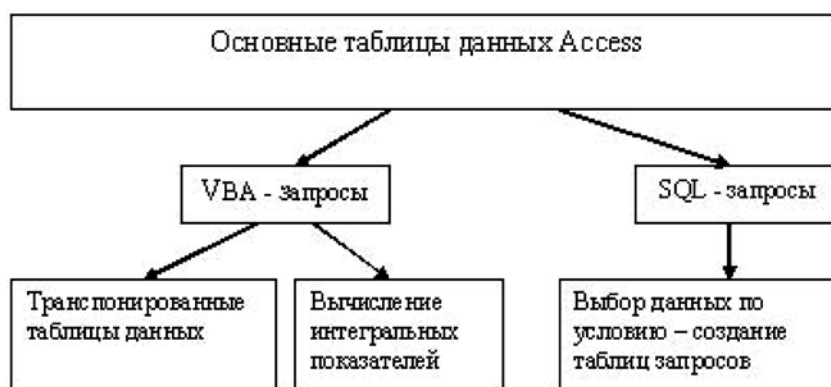 Основные таблицы данных Access
VBA - запросы
SQL - запросы
Транспонированные
таблицы данных
Вычисление
интегральных
показателей
Выбор данных по
условию – создание
таблиц запросов